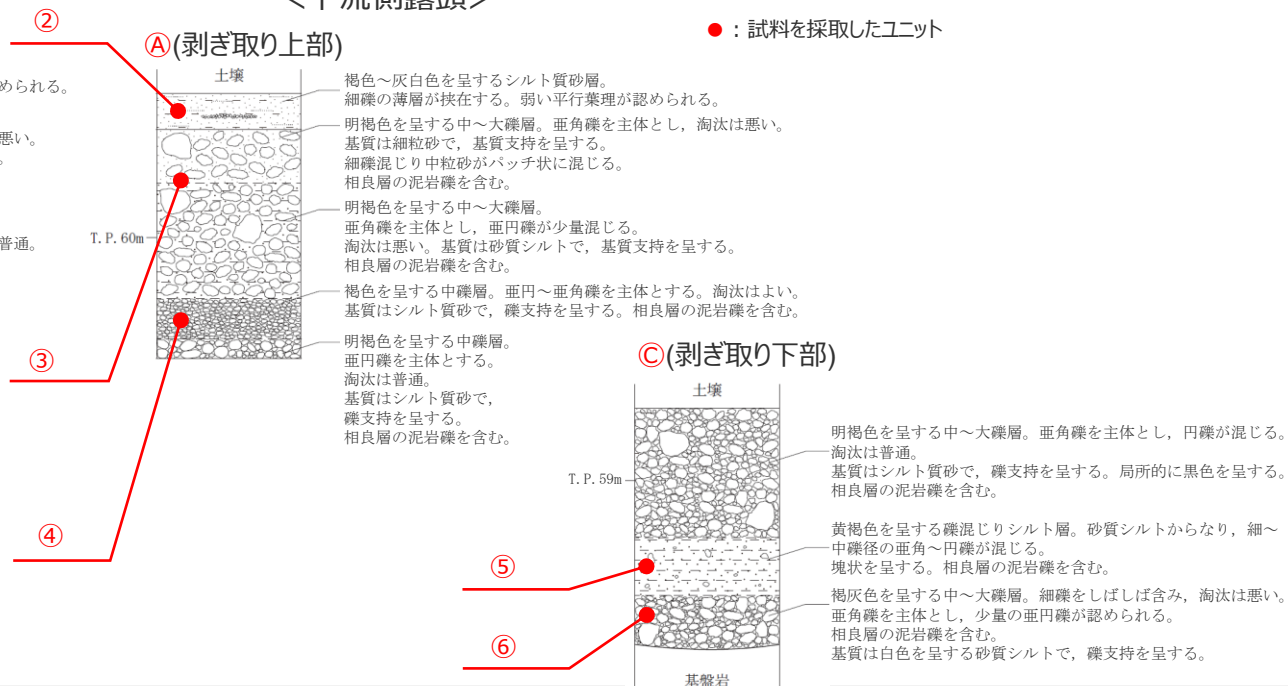 ＜下流側露頭＞
●：試料を採取したユニット
②
Ⓐ(剥ぎ取り上部)
土壌
められる。
悪い。
。
普通。
褐色～灰白色を呈するシルト質砂層。
細礫の薄層が挟在する。弱い平行葉理が認められる。
明褐色を呈する中～大礫層。亜角礫を主体とし，淘汰は悪い。
基質は細粒砂で，基質支持を呈する。
細礫混じり中粒砂がパッチ状に混じる。
相良層の泥岩礫を含む。
明褐色を呈する中～大礫層。
亜角礫を主体とし，亜円礫が少量混じる。
淘汰は悪い。基質は砂質シルトで，基質支持を呈する。
相良層の泥岩礫を含む。
T.P.60m
褐色を呈する中礫層。亜円～亜角礫を主体とする。淘汰はよい。
基質はシルト質砂で，礫支持を呈する。相良層の泥岩礫を含む。
明褐色を呈する中礫層。
亜円礫を主体とする。
淘汰は普通。
基質はシルト質砂で，
礫支持を呈する。
相良層の泥岩礫を含む。
③
④
Ⓒ(剥ぎ取り下部)
土壌
明褐色を呈する中～大礫層。亜角礫を主体とし，円礫が混じる。
淘汰は普通。
基質はシルト質砂で，礫支持を呈する。局所的に黒色を呈する。
相良層の泥岩礫を含む。
T.P.59m
黄褐色を呈する礫混じりシルト層。砂質シルトからなり，細～
中礫径の亜角～円礫が混じる。
塊状を呈する。相良層の泥岩礫を含む。
⑤
褐灰色を呈する中～大礫層。細礫をしばしば含み，淘汰は悪い。
亜角礫を主体とし，少量の亜円礫が認められる。
相良層の泥岩礫を含む。
基質は白色を呈する砂質シルトで，礫支持を呈する。
⑥
基盤岩